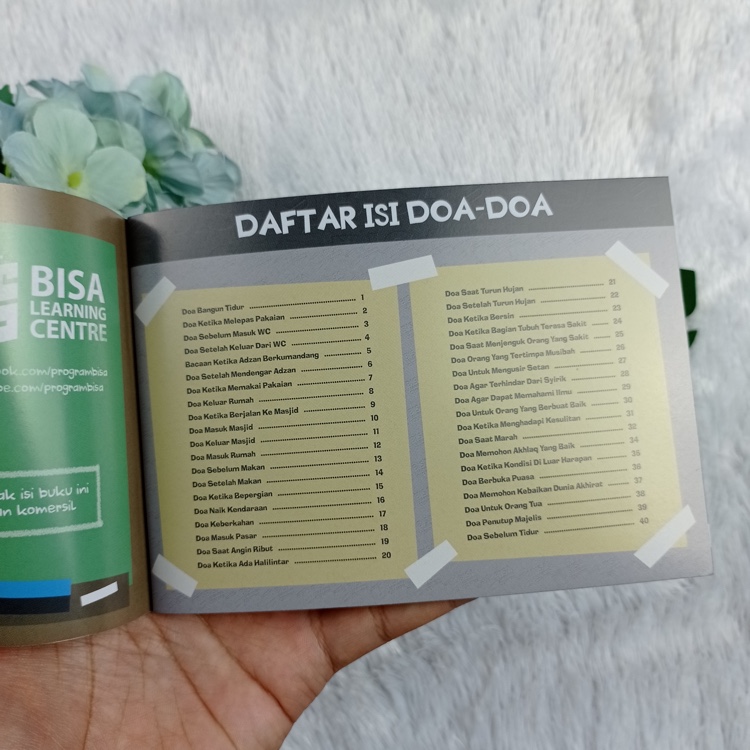 BISA
LEARNING
CENTRE
ook.com/programbisa
be.com/programbisa
ak isi buku ini
an komersil
DAFTAR ISI DOA-DOA
Doa Bangun Tidur 1
Doa Ketika Melepas Pakaian 2
Doa Sebelum Masuk WC 3
Doa Setelah Keluar Dari WC 4
Bacaan Ketika Adzan Berkumandang 5
Doa Setelah Mendengar Adzan 6
Doa Ketika Memakai Pakaian 7
Doa Keluar Rumah 8
Doa Ketika Berjalan Ke Masjid 9
Doa Masuk Masjid 10
Doa Keluar Masjid 11
Doa Masuk Rumah 12
Doa Sebelum Makan 13
Doa Setelah Makan 14
Doa Ketika Bepergian 15
Doa Naik Kendaraan 16
Doa Keberkahan 17
Doa Masuk Pasar 18
Doa Saat Angin Ribut 19
Doa Ketika Ada Halilintar 20
Doa Saat Turun Hujan 21
Doa Setelah Turun Hujan 22
Doa Ketika Bersin 23
Doa Ketika Bagian Tubuh Terasa Sakit 24
Doa Saat Menjenguk Orang Yang Sakit 25
Doa Orang Yang Tertimpa Musibah 26
Doa Untuk Mengusir Setan 27
Doa Agar Terhindar Dari Syirik 28
Doa Agar Dapat Memahami Ilmu 29
Doa Untuk Orang Yang Berbuat Baik 30
Doa Ketika Menghadapi Kesulitan 31
Doa Saat Marah 32
Doa Memohon Akhlaq Yang Baik 34
Doa Ketika Kondisi Di Luar Harapan 35
Doa Berbuka Puasa 36
Doa Memohon Kebaikan Dunia Akhirat 37
Doa Untuk Orang Tua 38
Doa Penutup Majelis 39
Doa Sebelum Tidur 40